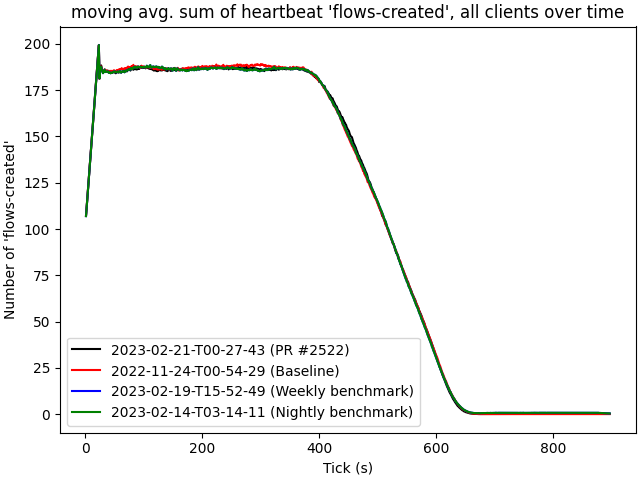 moving avg. sum of heartbeat 'flows-created', all clients over time
Number of 'flows-created'
200
175
150
125
100
75
50
25
0
2023-02-21-T00-27-43 (PR #2522)
2022-11-24-T00-54-29 (Baseline)
2023-02-19-T15-52-49 (Weekly benchmark)
2023-02-14-T03-14-11 (Nightly benchmark)
0 200 400 600 800
Tick (s)